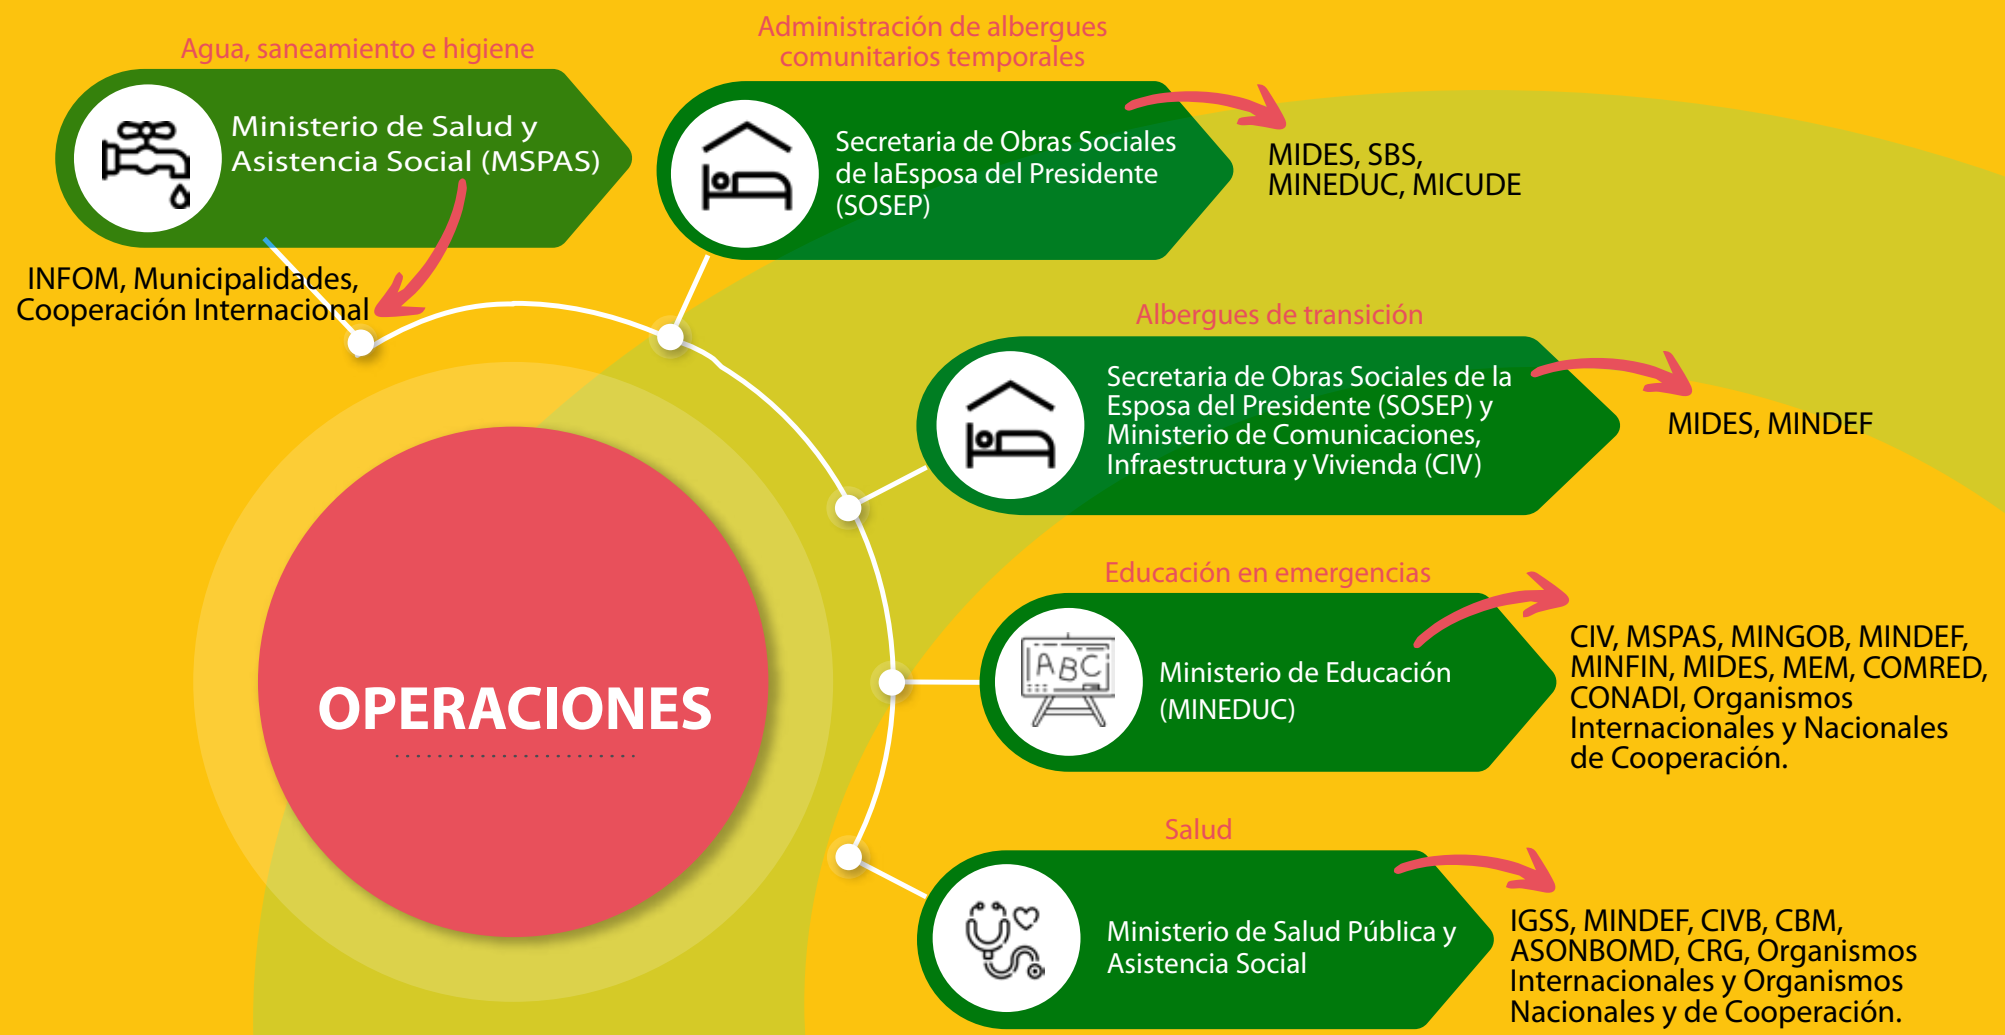 Agua, saneamiento e higiene
Ministerio de Salud y
Asistencia Social (MSPAS)
INFOM, Municipalidades,
Cooperación Internacional
Administración de albergues
comunitarios temporales
Secretaria de Obras Sociales
de laEsposa del Presidente
(SOSEP)
MIDES, SBS,
MINEDUC, MICUDE
Albergues de transición
Secretaria de Obras Sociales de la
Esposa del Presidente (SOSEP) y
Ministerio de Comunicaciones,
Infraestructura y Vivienda (CIV)
MIDES, MINDEF
Educación en emergencias
ABC
Ministerio de Educación
(MINEDUC)
CIV, MSPAS, MINGOB, MINDEF,
MINFIN, MIDES, MEM, COMRED,
CONADI, Organismos
Internacionales y Nacionales
de Cooperación.
OPERACIONES
Salud
Ministerio de Salud Pública y
Asistencia Social
IGSS, MINDEF, CIVB, CBM,
ASONBOMD, CRG, Organismos
Internacionales y Organismos
Nacionales y de Cooperación.